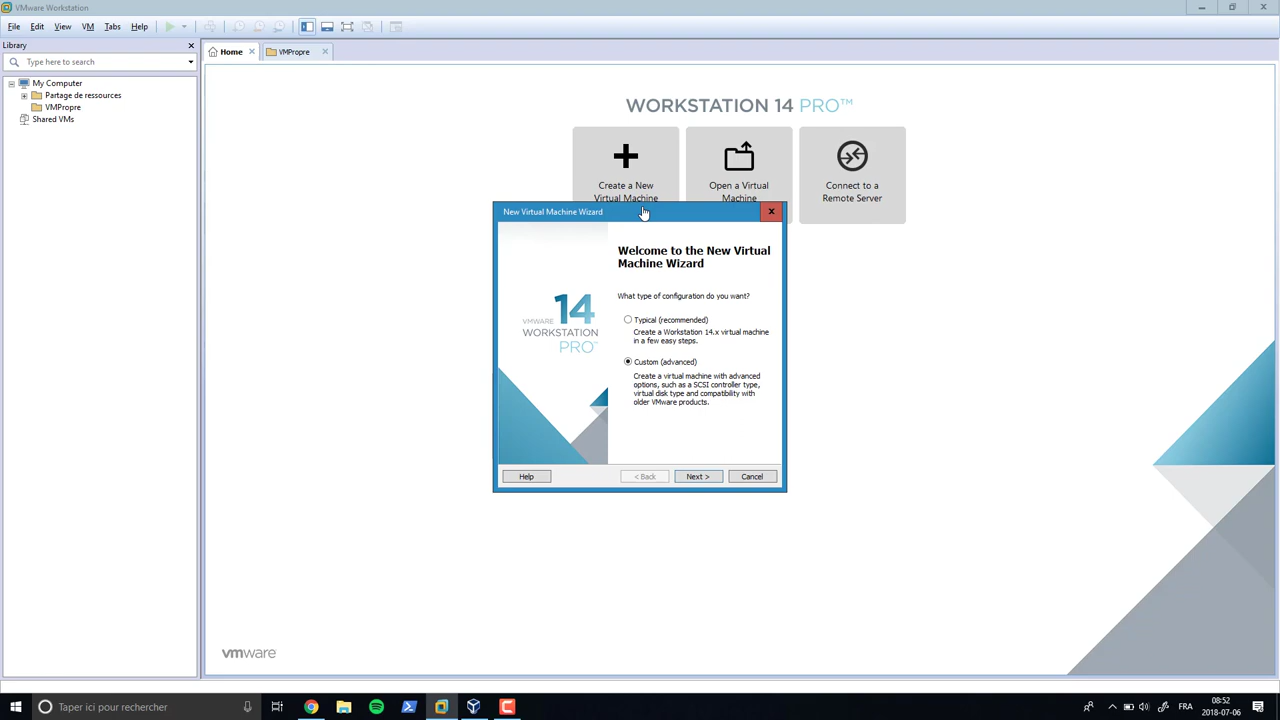 VMware Workstation
File Edit View VM Tabs Help
Library
Type here to search
My Computer
Partage de ressources
VMPropre
Shared VMs
Home
VMPropre
WORKSTATION 14 PRO™
Create a New
Virtual Machine
Open a Virtual
Machine
Connect to a
Remote Server
New Virtual Machine Wizard
14
VMWARE
WORKSTATION
PRO™
Welcome to the New Virtual
Machine Wizard
What type of configuration do you want?
Typical (recommended)
Create a Workstation 14.x virtual machine
in a few easy steps.
Custom (advanced)
Create a virtual machine with advanced
options, such as a SCSI controller type,
virtual disk type and compatibility with
older VMware products.
Help
< Back
Next >
Cancel
vmware
Taper ici pour rechercher
FRA
08:52
2018-07-06